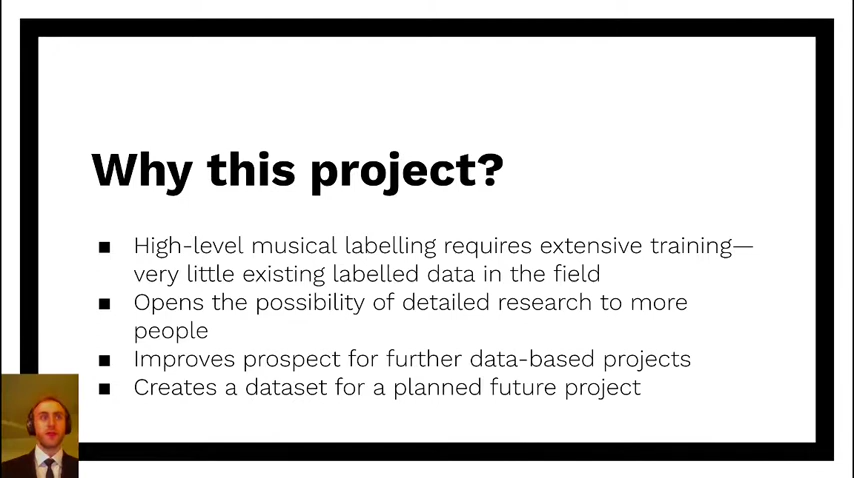 Why this project?
■ High-level musical labelling requires extensive training—
very little existing labelled data in the field
■ Opens the possibility of detailed research to more
people
■ Improves prospect for further data-based projects
■ Creates a dataset for a planned future project